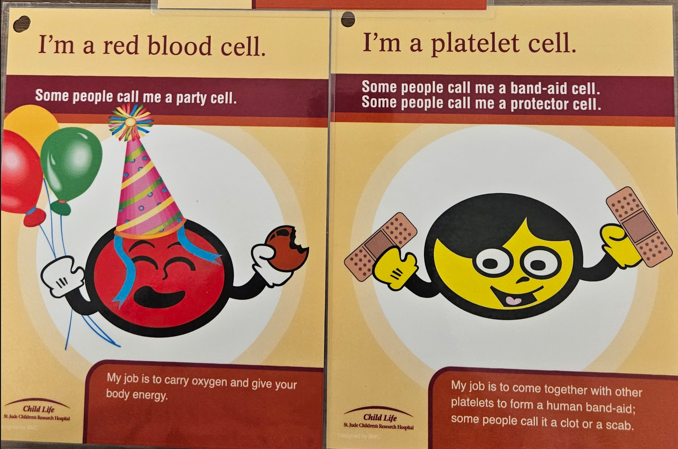 I'm a red blood cell.
Some people call me a party cell.
My job is to carry oxygen and give your
body energy.
Child Life
St. Jude Children's Research Hospital
I'm a platelet cell.
Some people call me a band-aid cell.
Some people call me a protector cell.
My job is to come together with other
platelets to form a human band-aid;
some people call it a clot or a scab.
Child Life
St. Jude Children's Research Hospital